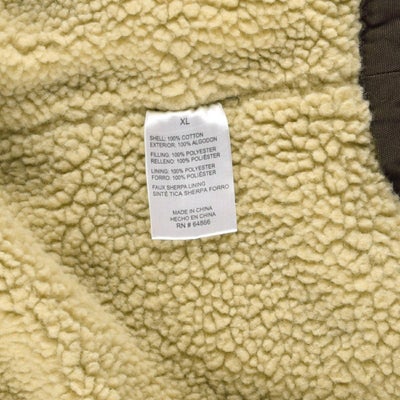 XL
SHELL: 100% COTTON
EXTERIOR: 100% ALGODON
FILLING: 100% POLYESTER
RELLENO: 100% POLIÉSTER
LINING: 100% POLYESTER
FORRO: 100% POLIÉSTER
FAUX SHERPA LINING
SINTÉTICA SHERPA FORRO
MADE IN CHINA
HECHO EN CHINA
RN # 64866